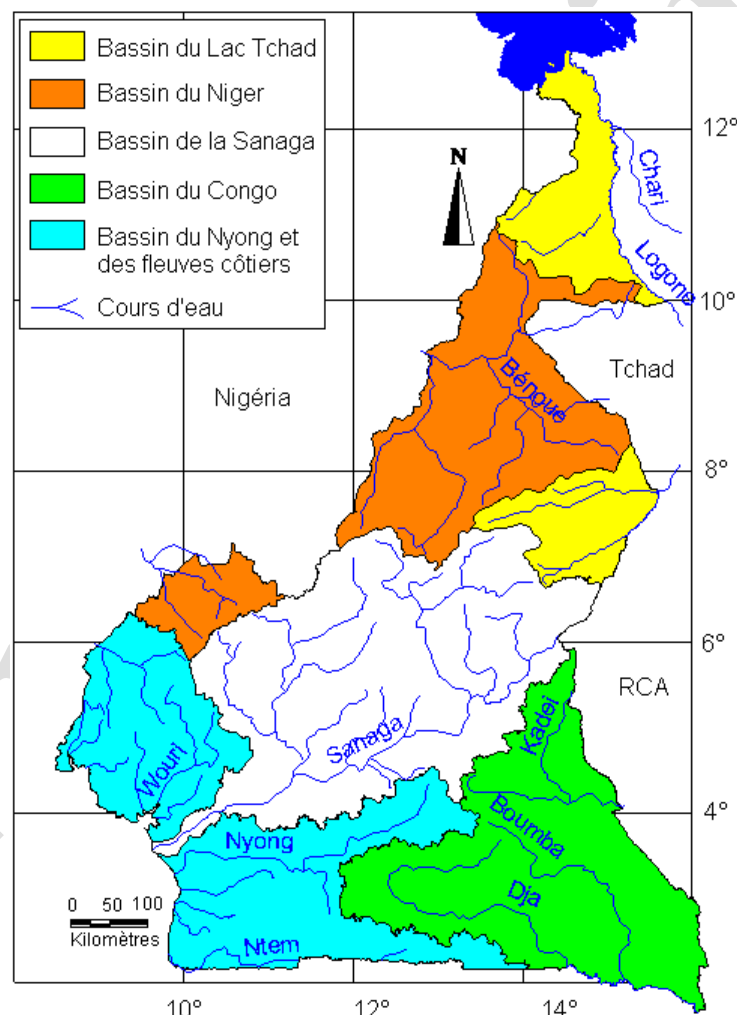 Bassin du Lac Tchad
Bassin du Niger
Bassin de la Sanaga
Bassin du Congo
Bassin du Nyong et
des fleuves côtiers
Cours d'eau
N
12°
Chari
Logone
10°
Tchad
Nigéria
Bénoue
8°
6°
RCA
Kadei
Sanaga
Wouri
4°
Boumba
Nyong
Dja
0 50 100
Kilomètres
Ntem
10° 12° 14°